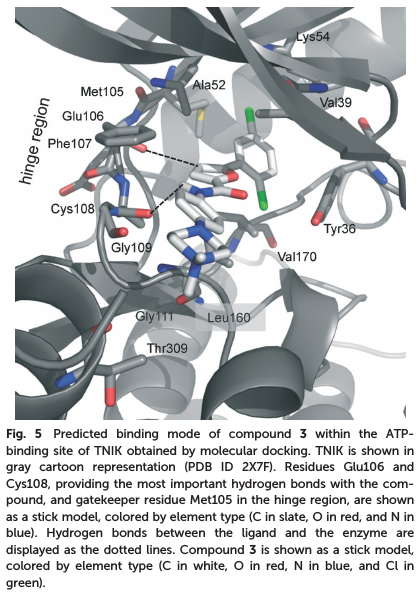 Lys54
Ala52
Met105
Val39
Glu106
Phe107
hinge region
Cys108
Tyr36
Gly109
Val170
Gly111
Leu160
Thr309
Fig. 5 Predicted binding mode of compound 3 within the ATP-
binding site of TNIK obtained by molecular docking. TNIK is shown in
gray cartoon representation (PDB ID 2X7F). Residues Glu106 and
Cys108, providing the most important hydrogen bonds with the com-
pound, and gatekeeper residue Met105 in the hinge region, are shown
as a stick model, colored by element type (C in slate, O in red, and N in
blue). Hydrogen bonds between the ligand and the enzyme are
displayed as the dotted lines. Compound 3 is shown as a stick model,
colored by element type (C in white, O in red, N in blue, and Cl in
green).